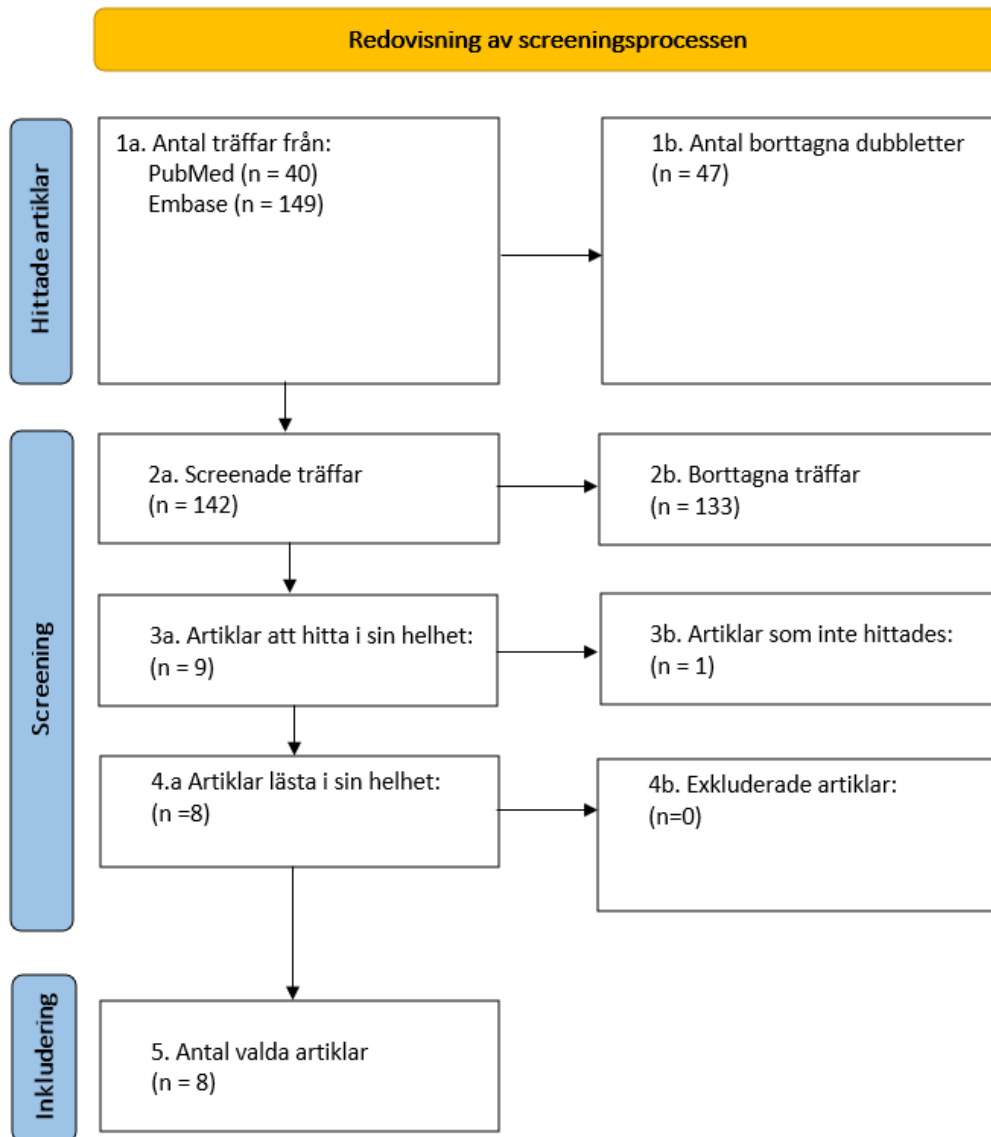 Redovisning av screeningsprocessen
Hittade artiklar
1a. Antal träffar från:
PubMed (n = 40)
Embase (n = 149)
1b. Antal borttagna dubbletter
(n = 47)
Screening
2a. Screenade träffar
(n = 142)
2b. Borttagna träffar
(n = 133)
3a. Artiklar att hitta i sin helhet:
(n = 9)
3b. Artiklar som inte hittades:
(n = 1)
4.a Artiklar lästa i sin helhet:
(n =8)
4b. Exkluderade artiklar:
(n=0)
Inkludering
5. Antal valda artiklar
(n = 8)